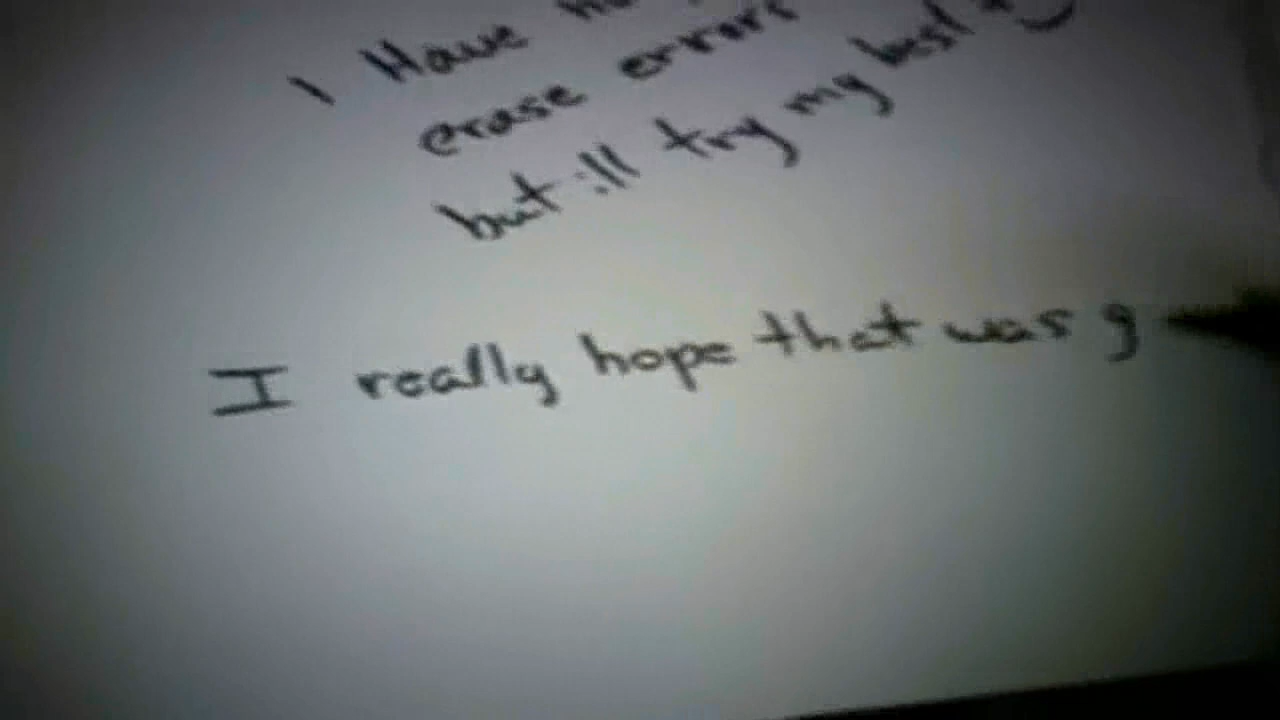 I Have
erase errors
but i'll try my best
I really hope that was g